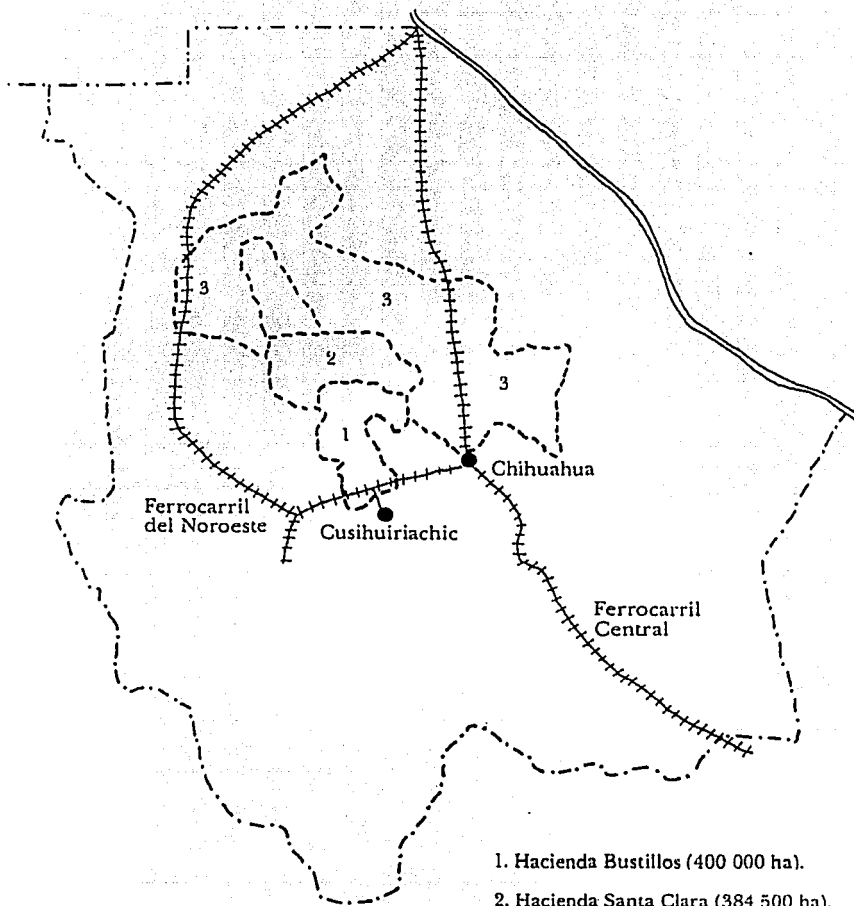 3
3
2
3
1
Chihuahua
Ferrocarril
del Noroeste
Cusihuiriachic
Ferrocarril
Central
1. Hacienda Bustillos (400 000 ha).
2. Hacienda Santa Clara (384 500 ha).